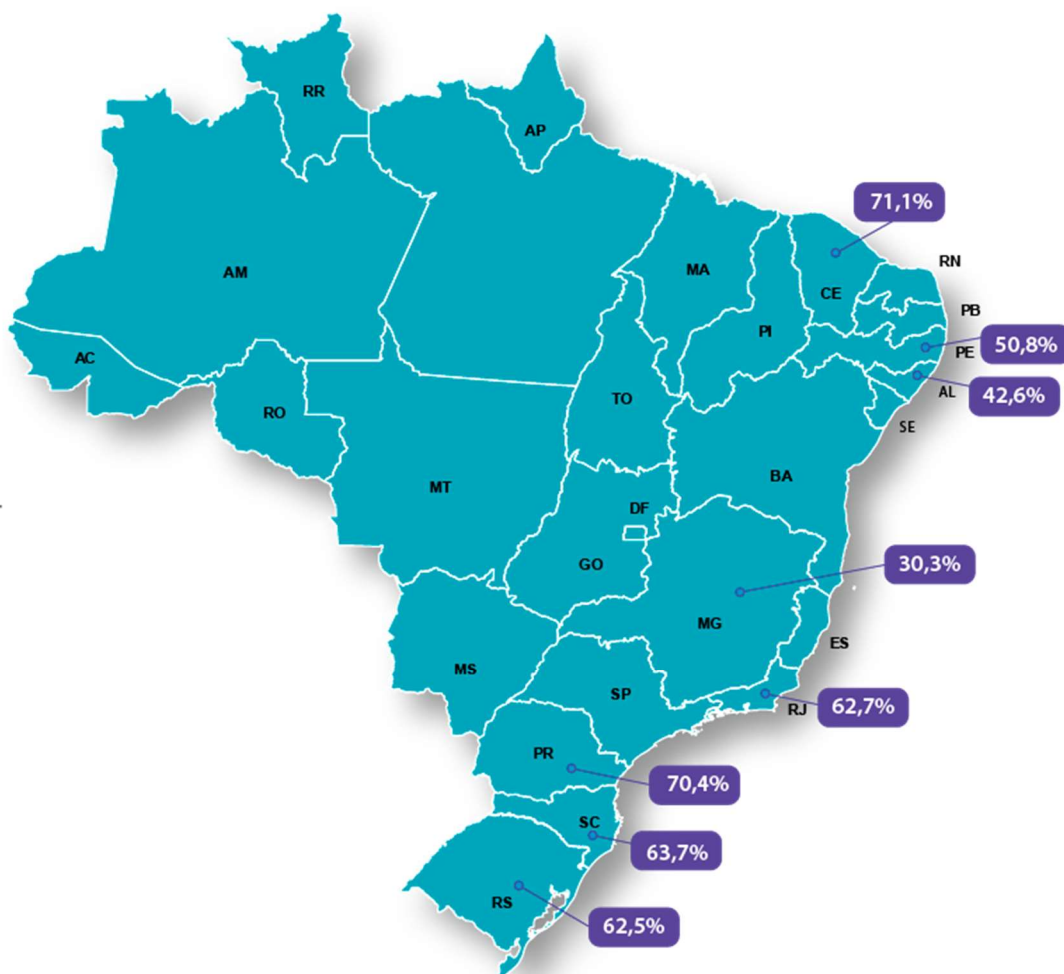 RR
AP
71,1%
RN
AM
MA
CE
PB
PI
PE
50,8%
AC
AL
42,6%
TO
RO
SE
BA
MT
DF
GO
30,3%
MG
ES
MS
SP
RJ
62,7%
PR
70,4%
SC
63,7%
RS
62,5%